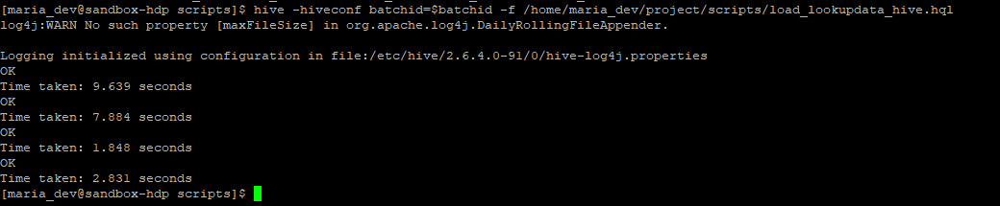 [maria_dev@sandbox-hdp scripts]$ hive -hiveconf batchid=$batchid -f /home/maria_dev/project/scripts/load_lookupdata_hive.hql
log4j:WARN No such property [maxFileSize] in org.apache.log4j.DailyRollingFileAppender.
Logging initialized using configuration in file:/etc/hive/2.6.4.0-91/0/hive-log4j.properties
OK
Time taken: 9.639 seconds
OK
Time taken: 7.884 seconds
OK
Time taken: 1.848 seconds
OK
Time taken: 2.831 seconds
[maria_dev@sandbox-hdp scripts]$